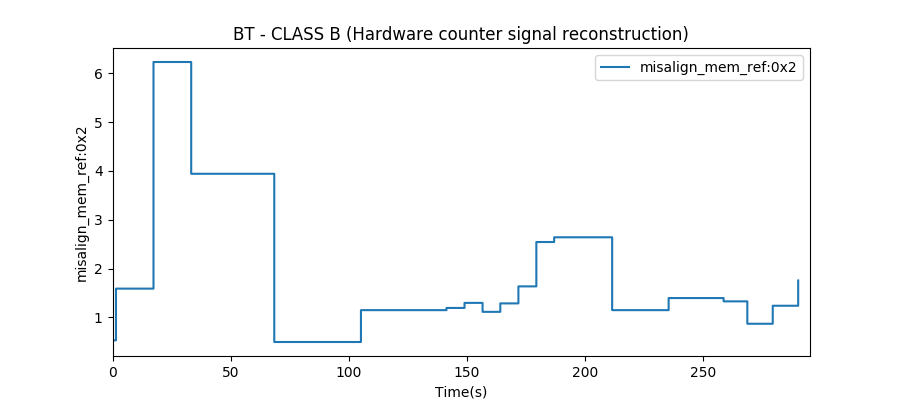 BT - CLASS B (Hardware counter signal reconstruction)
misalign_mem_ref:0x2
misalign_mem_ref:0x2
6
5
4
3
2
1
0 50 100 150 200 250
Time(s)